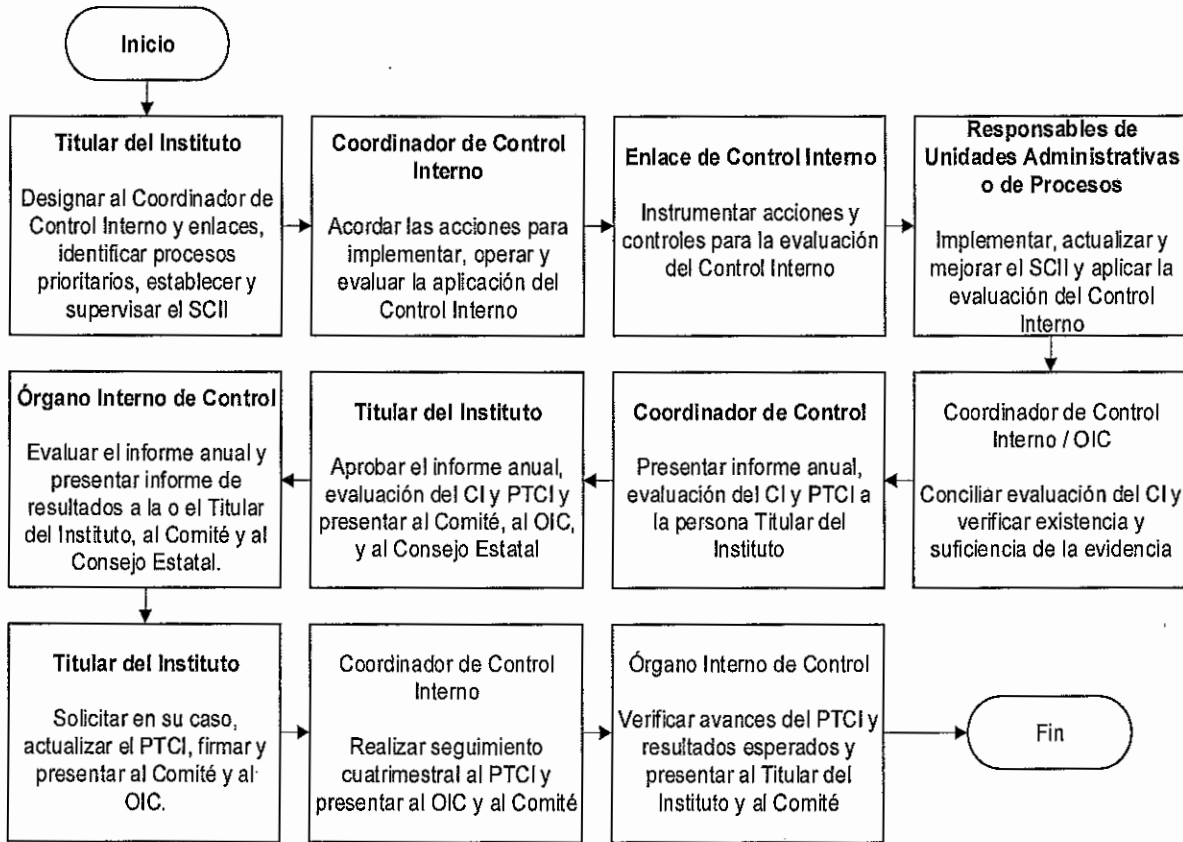 Inicio
Titular del Instituto
Designar al Coordinador de
Control Interno y enlaces,
identificar procesos
prioritarios, establecer y
supervisar el SCII
Coordinador de Control
Interno
Acordar las acciones para
implementar, operar y
evaluar la aplicación del
Control Interno
Enlace de Control Interno
Instrumentar acciones y
controles para la evaluación
del Control Interno
Responsables de
Unidades Administrativas
o de Procesos
Implementar, actualizar y
mejorar el SCII y aplicar la
evaluación del Control
Interno
Coordinador de Control
Interno / OIC
Conciliar evaluación del CI y
verificar existencia y
suficiencia de la evidencia
Coordinador de Control
Presentar informe anual,
evaluación del CI y PTCI a
la persona Titular del
Instituto
Titular del Instituto
Aprobar el informe anual,
evaluación del CI y PTCI y
presentar al Comité, al OIC,
y al Consejo Estatal
Órgano Interno de Control
Evaluar el informe anual y
presentar informe de
resultados a la o el Titular
del Instituto, al Comité y al
Consejo Estatal.
Titular del Instituto
Solicitar en su caso,
actualizar el PTCI, firmar y
presentar al Comité y al
OIC.
Coordinador de Control
Interno
Realizar seguimiento
cuatrimestral al PTCI y
presentar al OIC y al Comité
Órgano Interno de Control
Verificar avances del PTCI y
resultados esperados y
presentar al Titular del
Instituto y al Comité
Fin